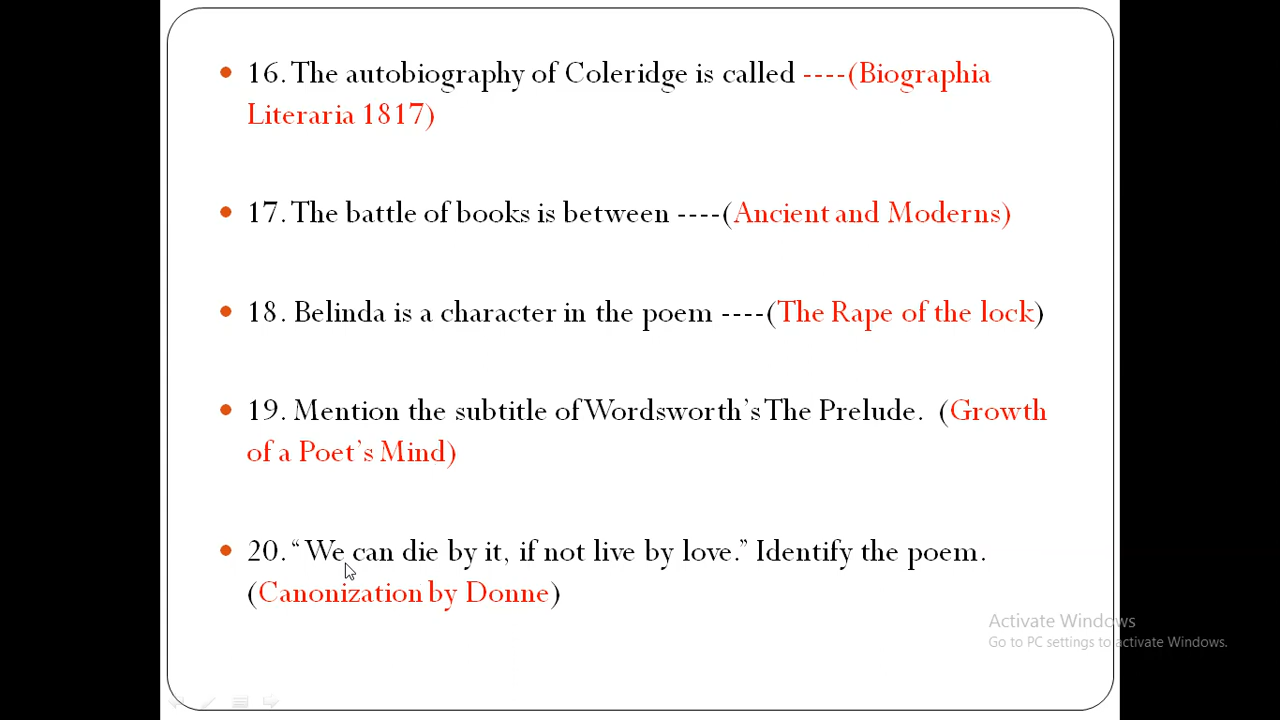 • 16. The autobiography of Coleridge is called ----(Biographia
Literaria 1817)
• 17. The battle of books is between ----(Ancient and Moderns)
• 18. Belinda is a character in the poem ----(The Rape of the lock)
• 19. Mention the subtitle of Wordsworth’s The Prelude. (Growth
of a Poet’s Mind)
• 20. “ We can die by it, if not live by love.” Identify the poem.
(Canonization by Donne)
Activate Windows
Go to PC settings to activate Windows.